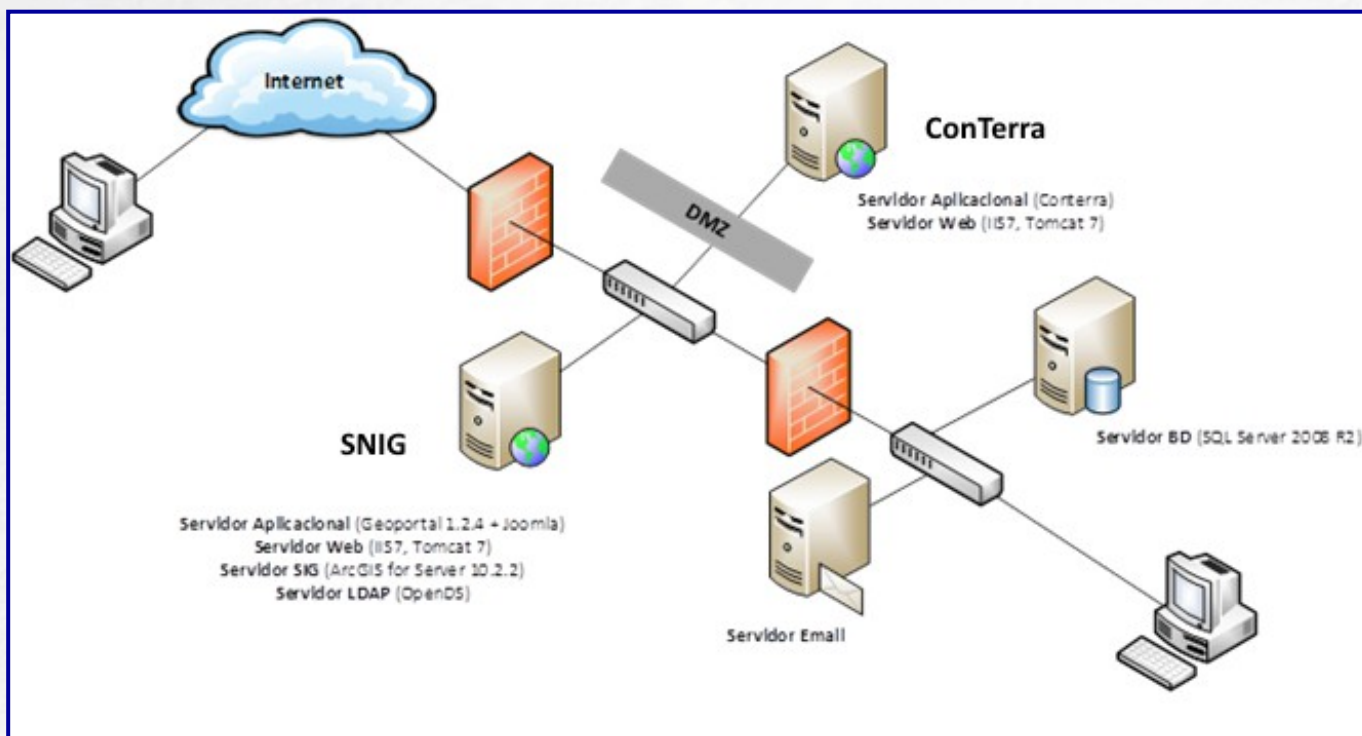 Internet
ConTerra
Servidor Aplicacional (Conterra)
Servidor Web (IIS7, Tomcat 7)
DMZ
SNIG
Servidor Aplicacional (Geoportal 1.2.4 + Joomla)
Servidor Web (IIS7, Tomcat 7)
Servidor SIG (ArcGIS for Server 10.2.2)
Servidor LDAP (OpenDS)
Servidor BD (SQL Server 2008 R2)
Servidor Email